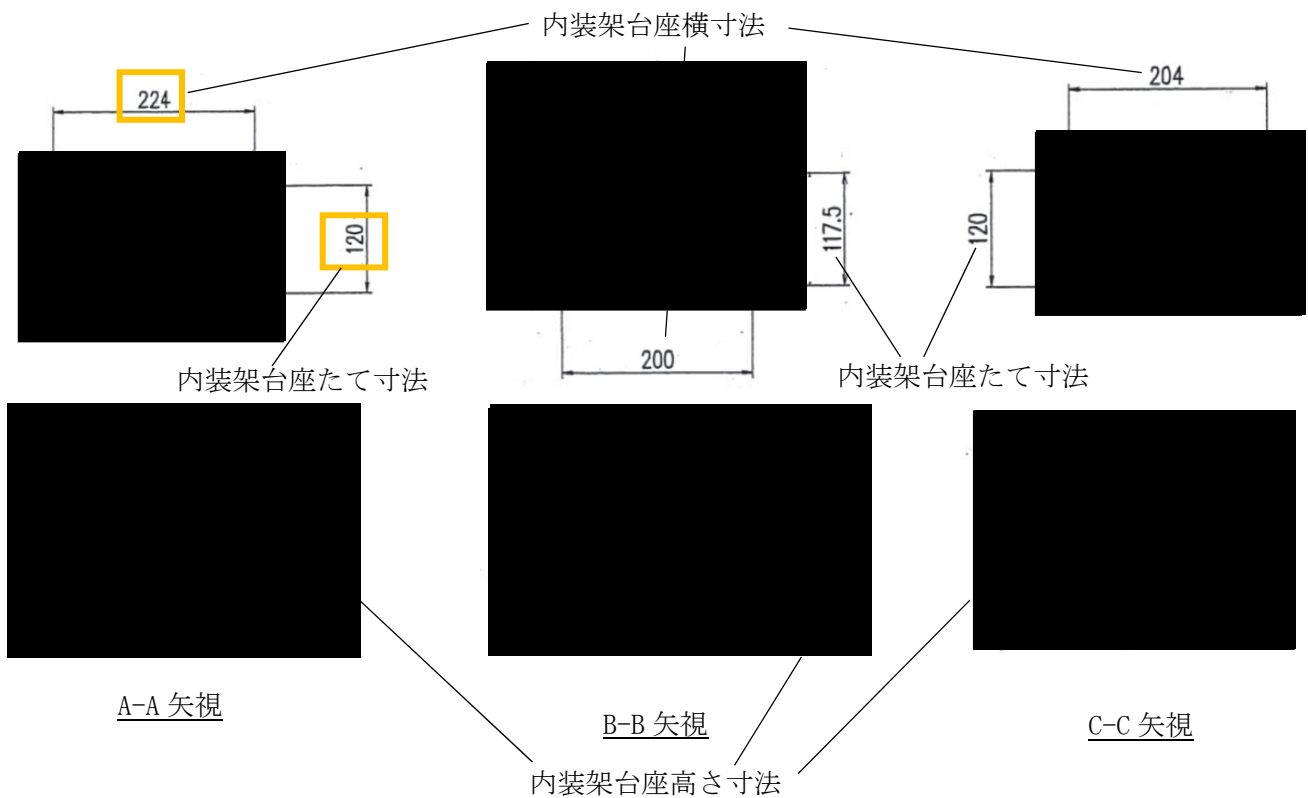 内装架台座横寸法
224
204
120
117.5
120
200
内装架台座たて寸法
内装架台座たて寸法
A-A 矢視
B-B 矢視
C-C 矢視
内装架台座高さ寸法